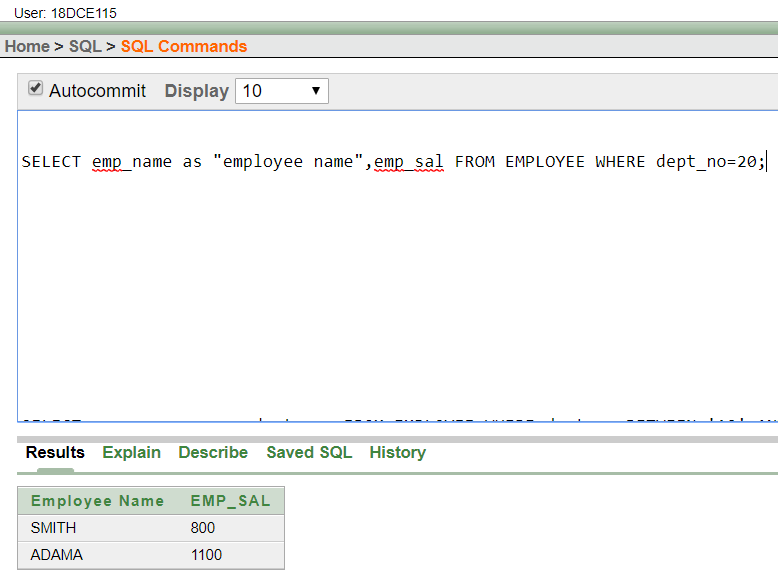 User: 18DCE115
Home > SQL > SQL Commands
Autocommit Display 10
SELECT emp_name as "employee name",emp_sal FROM EMPLOYEE WHERE dept_no=20;
Results Explain Describe Saved SQL History
Employee Name EMP_SAL
SMITH 800
ADAMA 1100